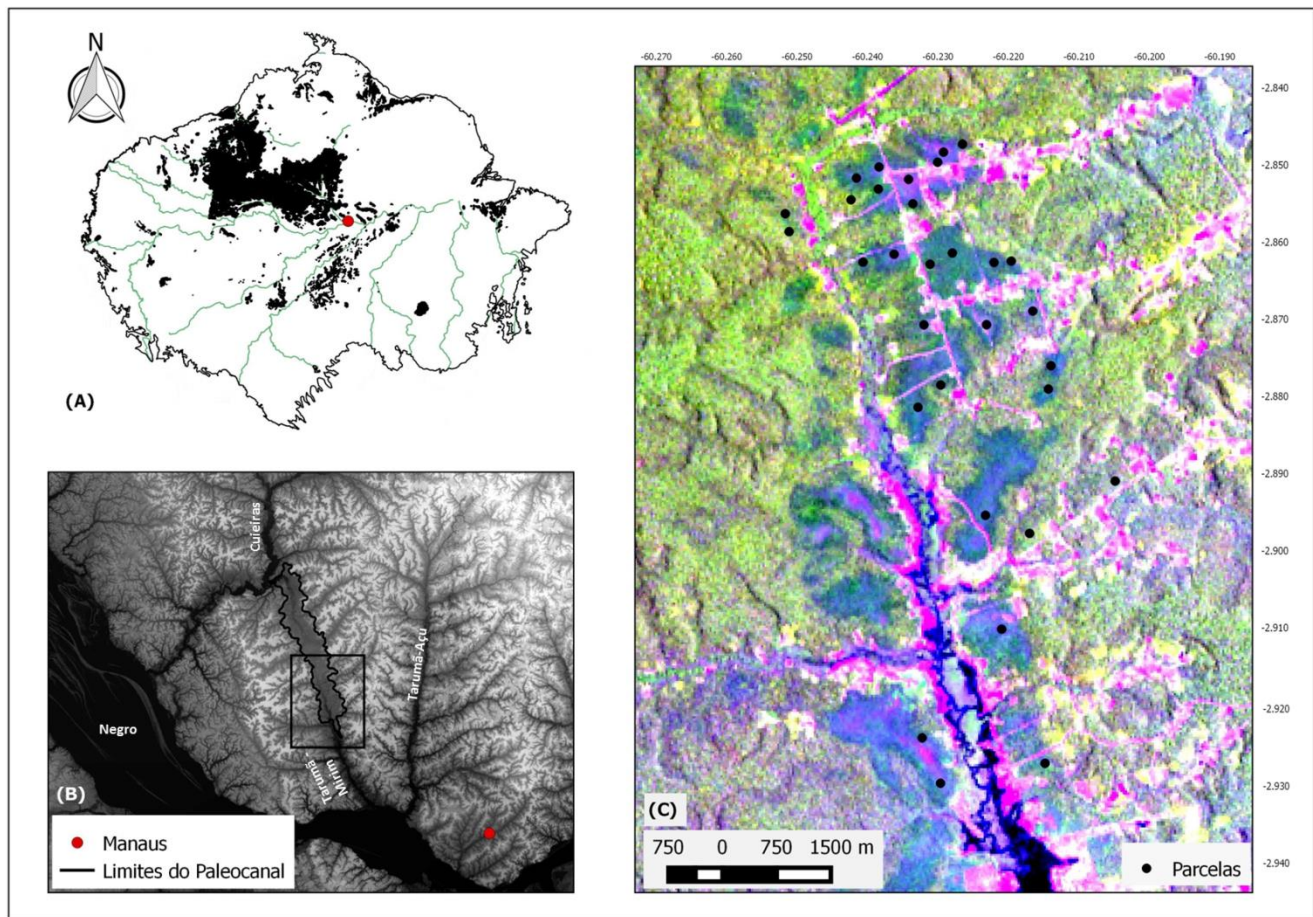 N
(A)
Cuieiras
Tarumã-Açu
Negro
Tarumã
Mirim
(B)
Manaus
Limites do Paleocanal
-60.270
-60.260
-60.250
-60.240
-60.230
-60.220
-60.210
-60.200
-60.190
-2.840
-2.850
-2.860
-2.870
-2.880
-2.890
-2.900
-2.910
-2.920
-2.930
-2.940
(C)
750 0 750 1500 m
Parcelas